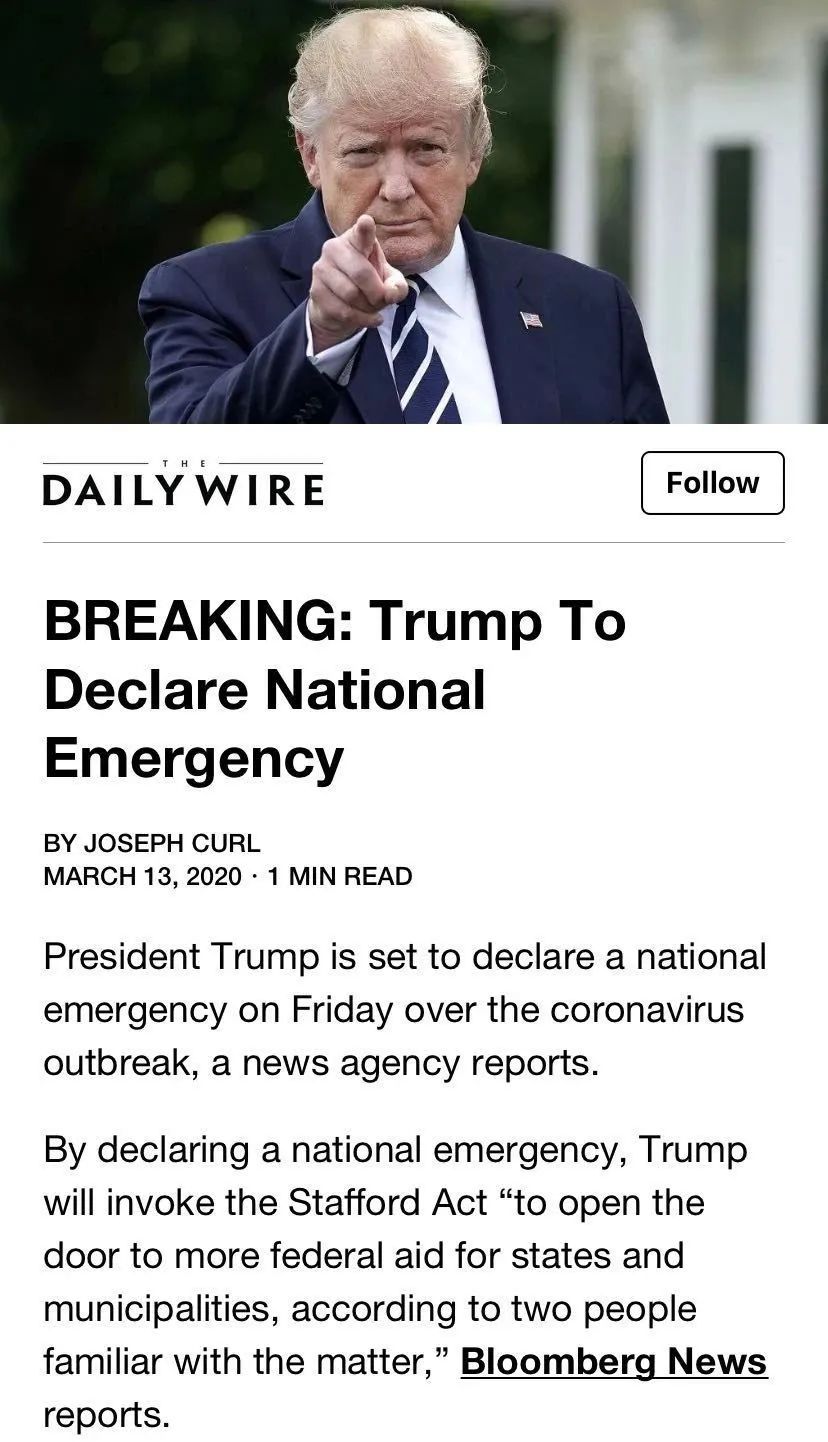 THE
DAILY WIRE
Follow
BREAKING: Trump To
Declare National
Emergency
BY JOSEPH CURL
MARCH 13, 2020 · 1 MIN READ
President Trump is set to declare a national
emergency on Friday over the coronavirus
outbreak, a news agency reports.
By declaring a national emergency, Trump
will invoke the Stafford Act “to open the
door to more federal aid for states and
municipalities, according to two people
familiar with the matter,” Bloomberg News
reports.